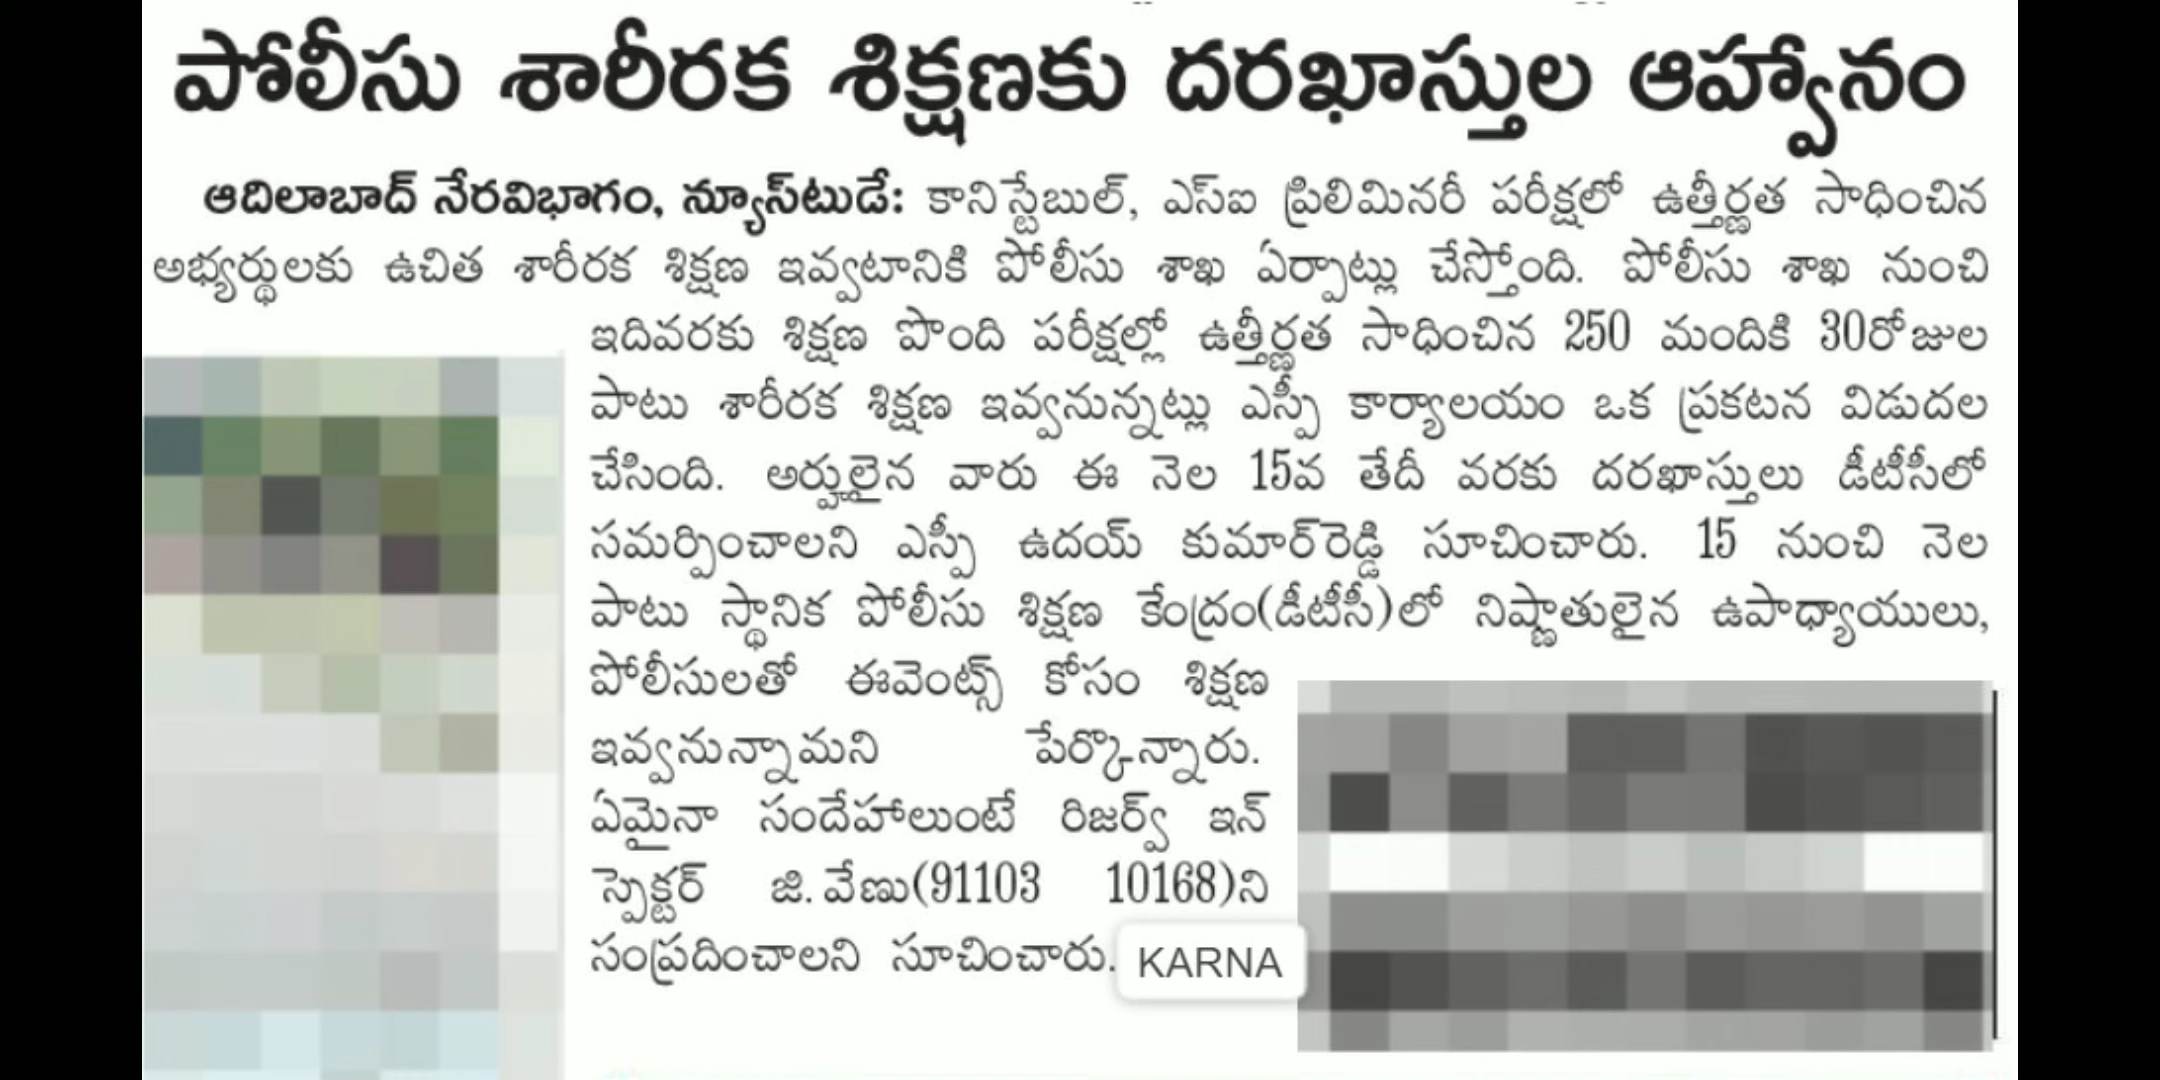 పోలీసు శారీరక శిక్షణకు దరఖాస్తుల ఆహ్వానం
ఆదిలాబాద్ నేరవిభాగం, న్యూస్‌టుడే: కానిస్టేబుల్, ఎస్ఐ ప్రిలిమినరీ పరీక్షలో ఉత్తీర్ణత సాధించిన
అభ్యర్థులకు ఉచిత శారీరక శిక్షణ ఇవ్వటానికి పోలీసు శాఖ ఏర్పాట్లు చేస్తోంది. పోలీసు శాఖ నుంచి
ఇదివరకు శిక్షణ పొంది పరీక్షల్లో ఉత్తీర్ణత సాధించిన 250 మందికి 30రోజుల
పాటు శారీరక శిక్షణ ఇవ్వనున్నట్లు ఎస్పీ కార్యాలయం ఒక ప్రకటన విడుదల
చేసింది. అర్హులైన వారు ఈ నెల 15వ తేదీ వరకు దరఖాస్తులు డీటీసీలో
సమర్పించాలని ఎస్పీ ఉదయ్ కుమార్‌రెడ్డి సూచించారు. 15 నుంచి నెల
పాటు స్థానిక పోలీసు శిక్షణ కేంద్రం(డీటీసీ)లో నిష్ణాతులైన ఉపాధ్యాయులు,
పోలీసులతో ఈవెంట్స్ కోసం శిక్షణ
ఇవ్వనున్నామని పేర్కొన్నారు.
ఏమైనా సందేహాలుంటే రిజర్వ్ ఇన్
స్పెక్టర్ జి.వేణు(91103 10168)ని
సంప్రదించాలని సూచించారు. KARNA